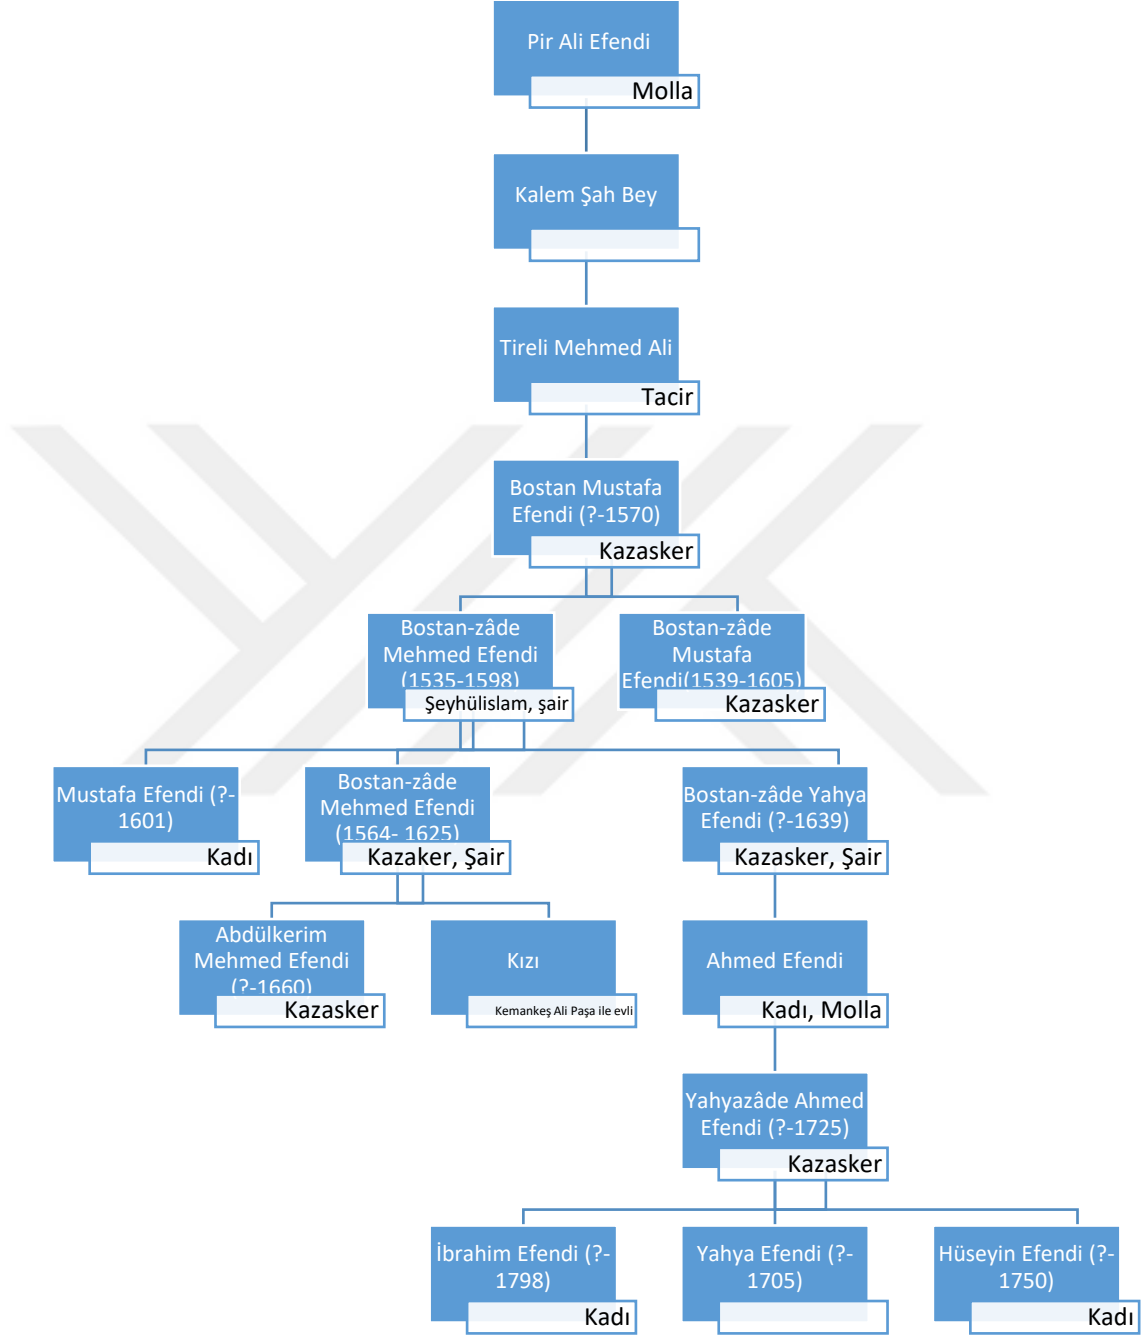 Pir Ali Efendi
Molla
Kalem Şah Bey
Tireli Mehmed Ali
Tacir
Bostan Mustafa
Efendi (?-1570)
Kazasker
Bostan-zâde
Mehmed Efendi
(1535-1598)
Şeyhülislam, şair
Bostan-zâde
Mustafa
Efendi(1539-1605)
Kazasker
Mustafa Efendi (?-
1601)
Kadı
Bostan-zâde
Mehmed Efendi
(1564- 1625)
Kazaker, Şair
Bostan-zâde Yahya
Efendi (?-1639)
Kazasker, Şair
Abdülkerim
Mehmed Efendi
(?-1660)
Kazasker
Kızı
Kemankeş Ali Paşa ile evli
Ahmed Efendi
Kadı, Molla
Yahyazâde Ahmed
Efendi (?-1725)
Kazasker
İbrahim Efendi (?-
1798)
Kadı
Yahya Efendi (?-
1705)
Hüseyin Efendi (?-
1750)
Kadı